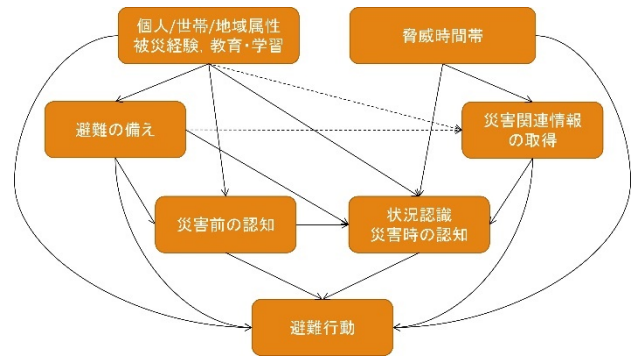 個人/世帯/地域属性
被災経験, 教育・学習
脅威時間帯
避難の備え
災害関連情報
の取得
災害前の認知
状況認識
災害時の認知
避難行動